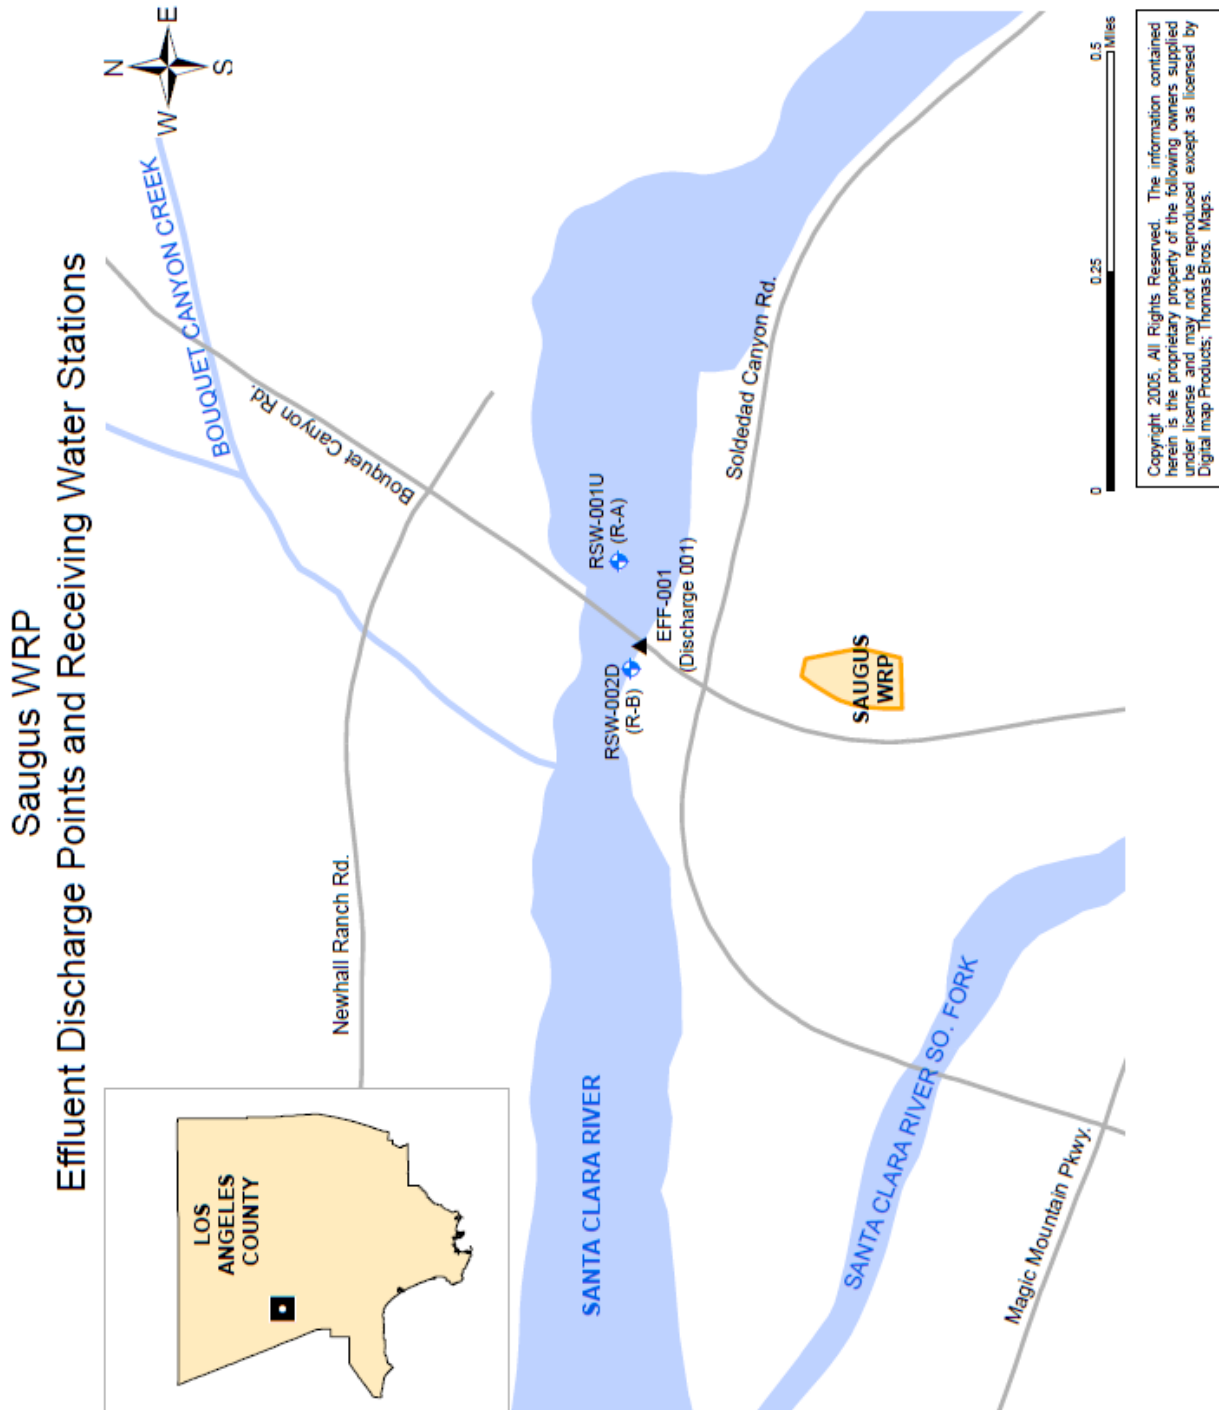 Saugus WRP
Effluent Discharge Points and Receiving Water Stations
N
W
E
S
LOS
ANGELES
COUNTY
BOUQUET CANYON CREEK
Bouquet Canyon Rd.
Newhall Ranch Rd.
SANTA CLARA RIVER
RSW-002D
(R-B)
RSW-001U
(R-A)
EFF-001
(Discharge 001)
Soldedad Canyon Rd.
SAUGUS
WRP
SANTA CLARA RIVER SO. FORK
Magic Mountain Pkwy.
0
0.25
0.5
Miles
Copyright 2005. All Rights Reserved. The information contained
herein is the proprietary property of the following owners supplied
under license and may not be reproduced except as licensed by
Digital map Products; Thomas Bros. Maps.